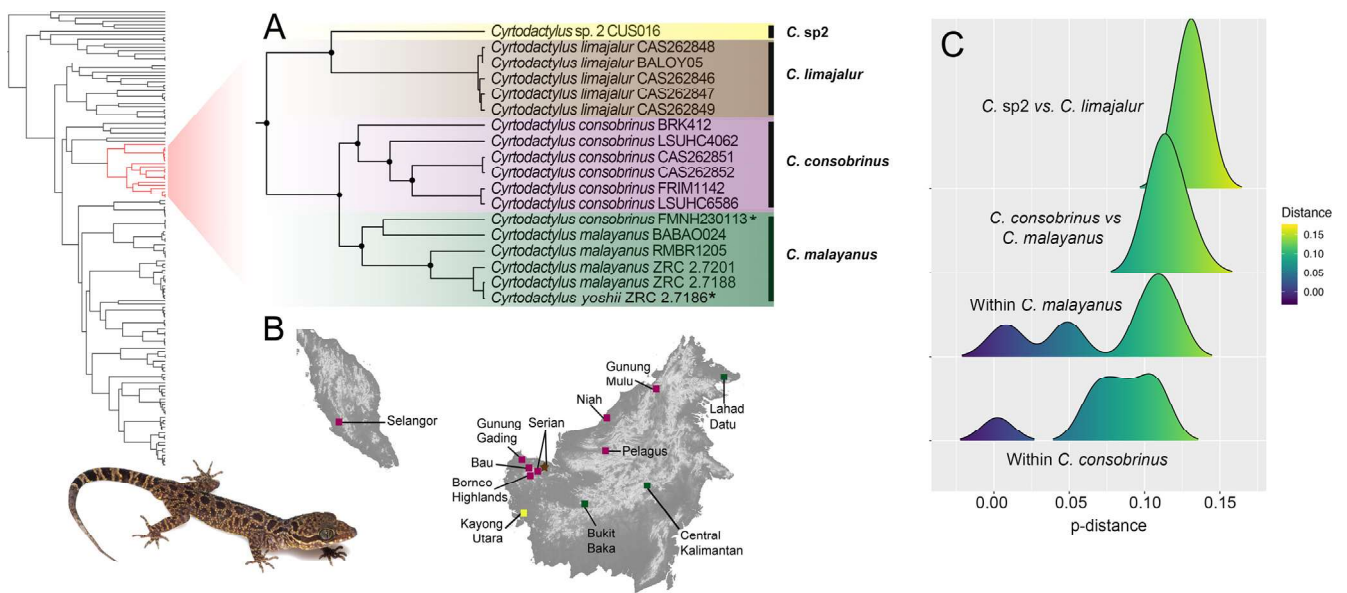 A
Cyrtodactylus sp. 2 CUS016
Cyrtodactylus limajalur CAS262848
Cyrtodactylus limajalur BALOY05
Cyrtodactylus limajalur CAS262846
Cyrtodactylus limajalur CAS262847
Cyrtodactylus limajalur CAS262849
Cyrtodactylus consobrinus BRK412
Cyrtodactylus consobrinus LSUHC4062
Cyrtodactylus consobrinus CAS262851
Cyrtodactylus consobrinus CAS262852
Cyrtodactylus consobrinus FRIM1142
Cyrtodactylus consobrinus LSUHC6586
Cyrtodactylus consobrinus FMNH230113*
Cyrtodactylus malayanus BABAO024
Cyrtodactylus malayanus RMBR1205
Cyrtodactylus malayanus ZRC 2.7201
Cyrtodactylus malayanus ZRC 2.7188
Cyrtodactylus yoshii ZRC 2.7186*
C. sp2
C. limajalur
C. consobrinus
C. malayanus
B
Selangor
Gunung
Mulu
Niah
Lahad
Datu
Gunung
Gading
Serian
Pelagus
Bau
Borneo
Highlands
Kayong
Utara
Bukit
Baka
Central
Kalimantan
C
C. sp2 vs. C. limajalur
C. consobrinus vs
C. malayanus
Within C. malayanus
Within C. consobrinus
0.00
0.05
0.10
0.15
p-distance
Distance
0.15
0.10
0.05
0.00